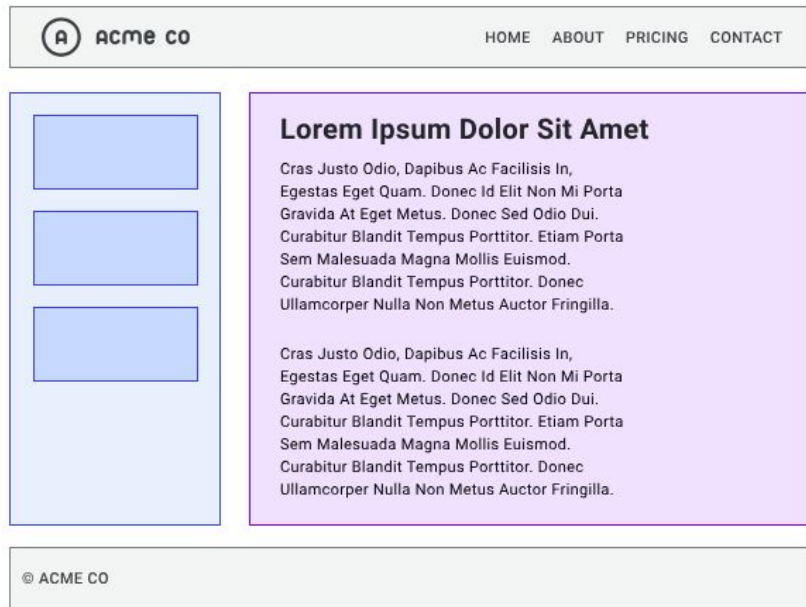 A acme co
HOME ABOUT PRICING CONTACT
Lorem Ipsum Dolor Sit Amet
Cras Justo Odio, Dapibus Ac Facilisis In,
Egestas Eget Quam. Donec Id Elit Non Mi Porta
Gravida At Eget Metus. Donec Sed Odio Dui.
Curabitur Blandit Tempus Porttitor. Etiam Porta
Sem Malesuada Magna Mollis Euismod.
Curabitur Blandit Tempus Porttitor. Donec
Ullamcorper Nulla Non Metus Auctor Fringilla.
Cras Justo Odio, Dapibus Ac Facilisis In,
Egestas Eget Quam. Donec Id Elit Non Mi Porta
Gravida At Eget Metus. Donec Sed Odio Dui.
Curabitur Blandit Tempus Porttitor. Etiam Porta
Sem Malesuada Magna Mollis Euismod.
Curabitur Blandit Tempus Porttitor. Donec
Ullamcorper Nulla Non Metus Auctor Fringilla.
© ACME CO